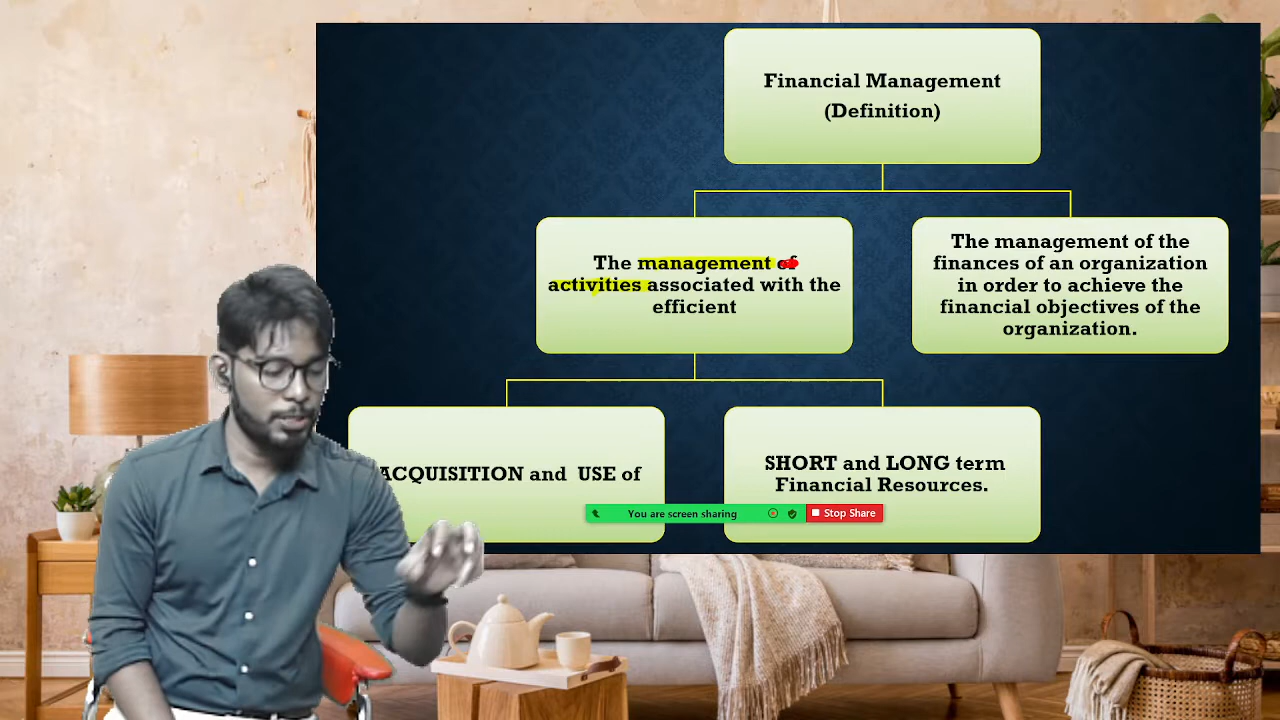 Financial Management
(Definition)
The management of
activities associated with the
efficient
The management of the
finances of an organization
in order to achieve the
financial objectives of the
organization.
ACQUISITION and USE of
SHORT and LONG term
Financial Resources.
You are screen sharing
Stop Share